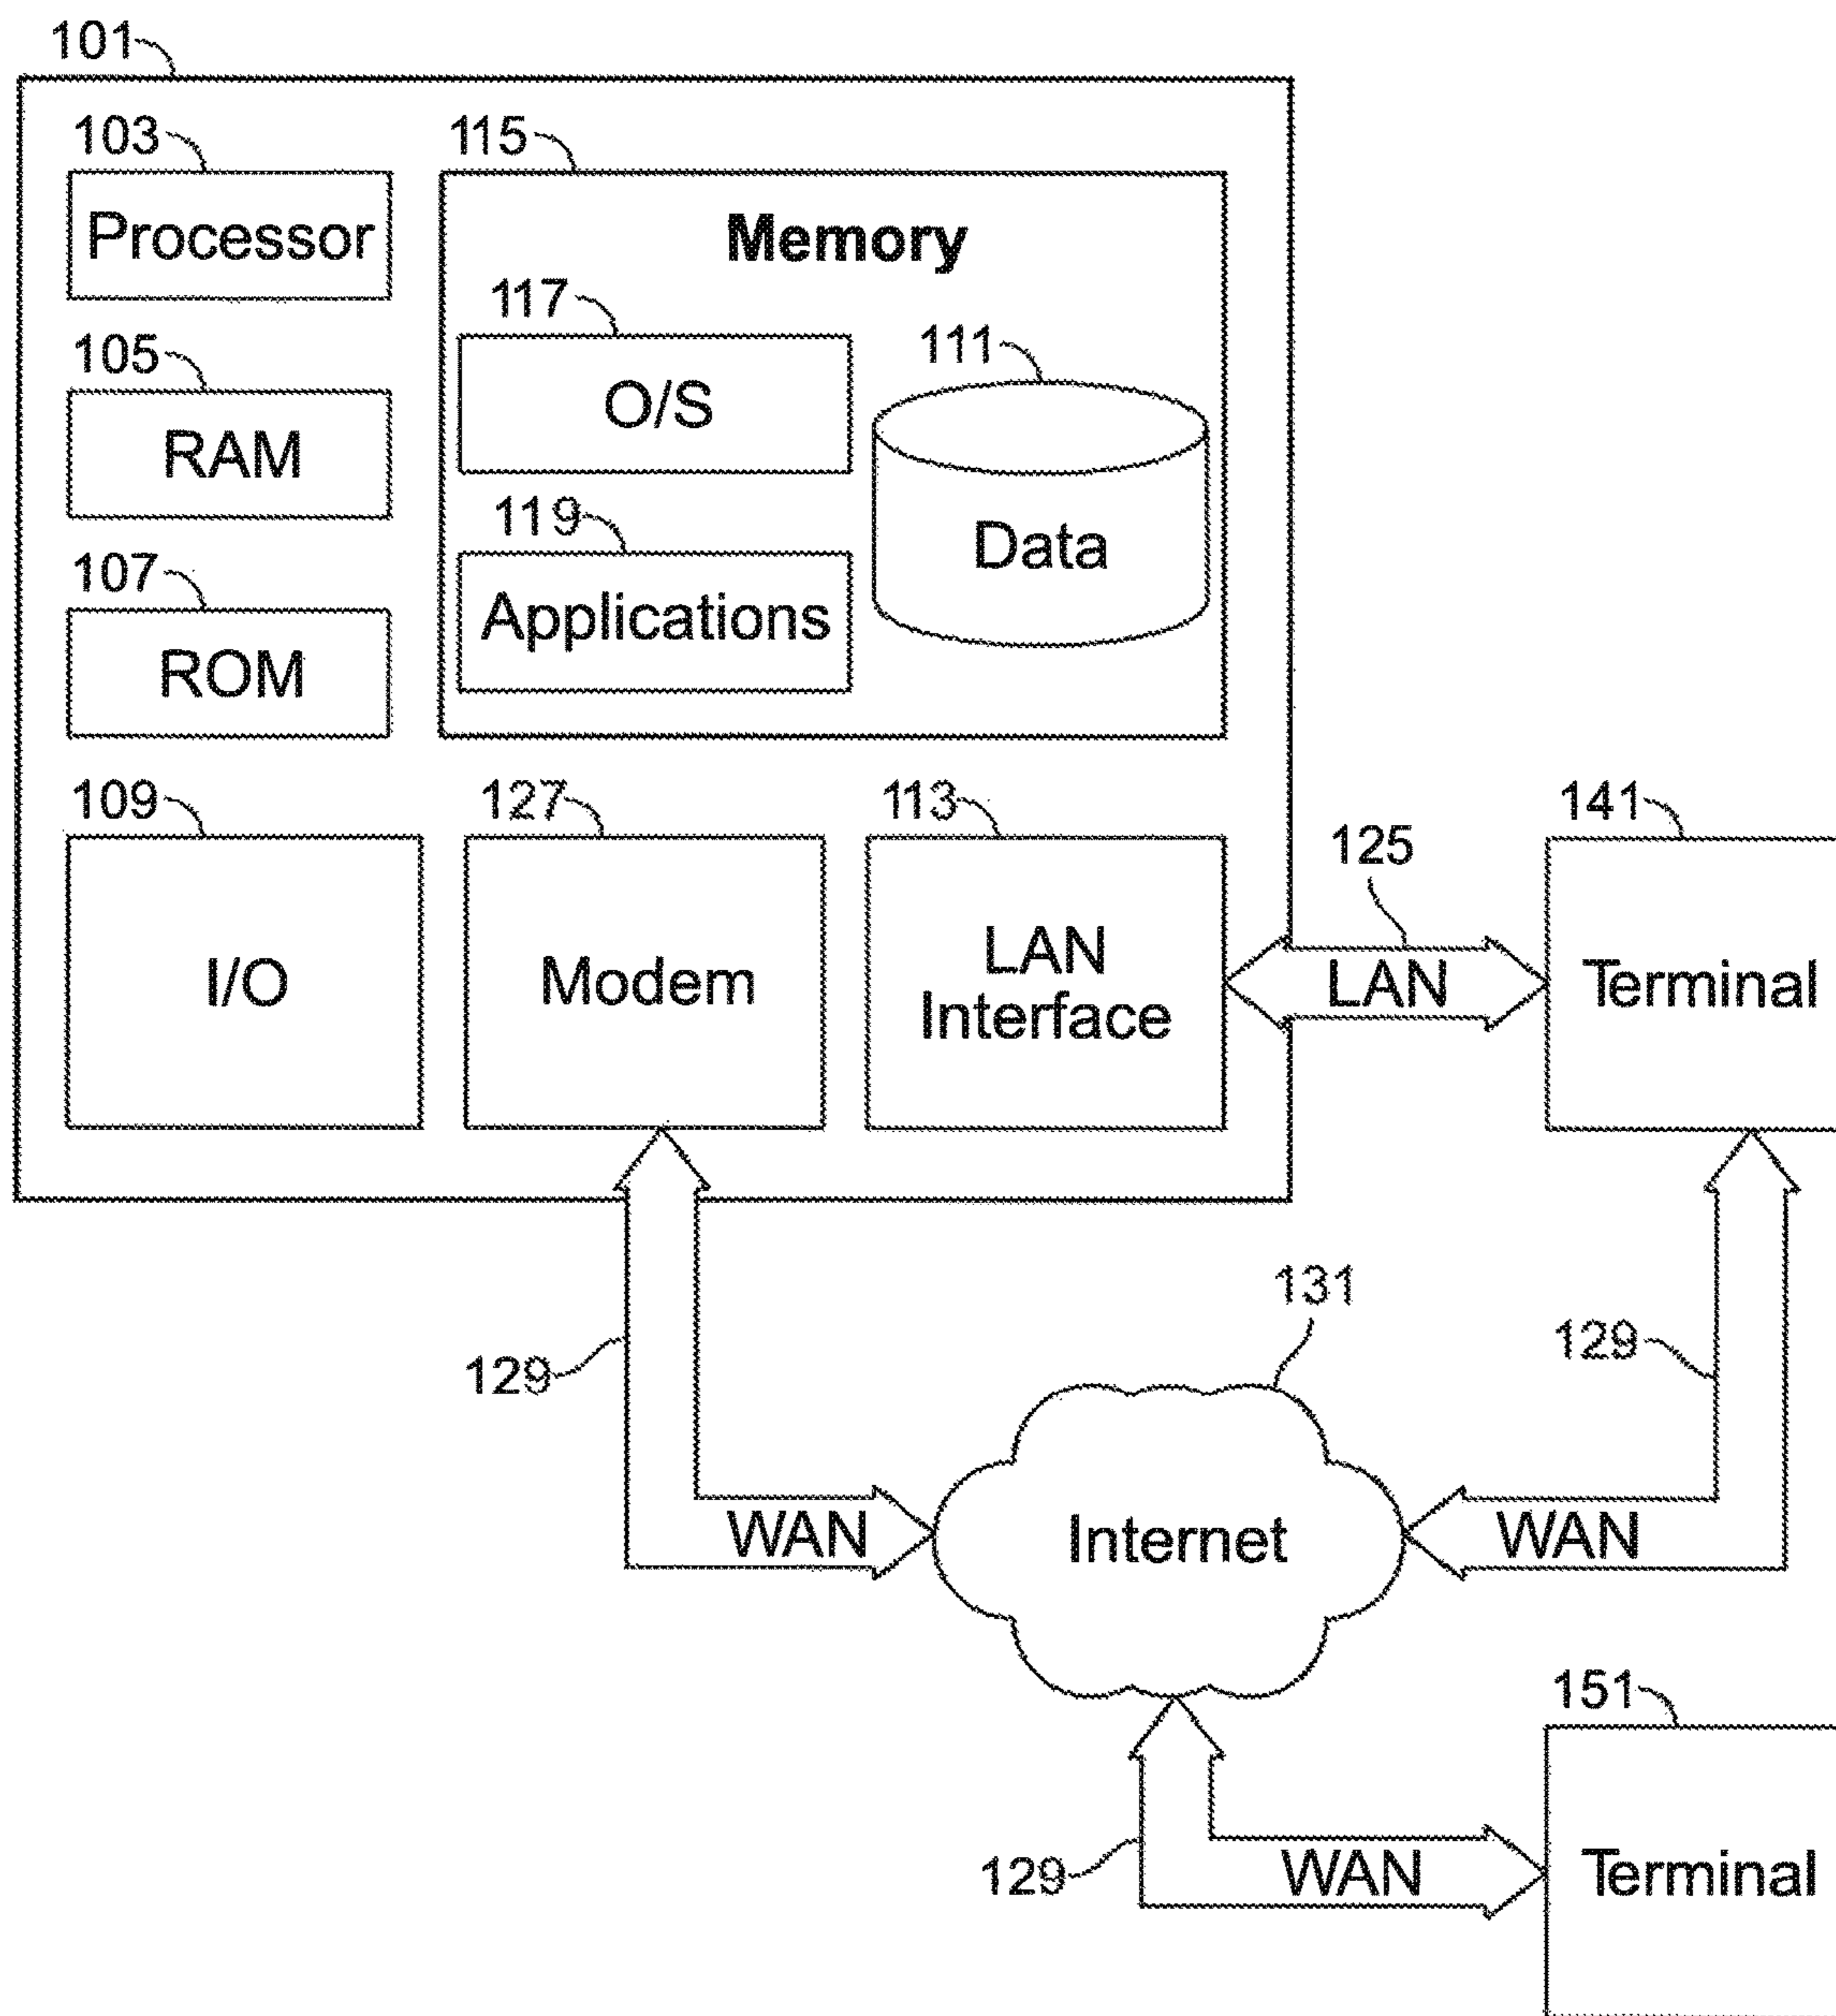 101
103
Processor
105
RAM
107
ROM
115
Memory
117
O/S
111
Data
119
Applications
109
I/O
127
Modem
113
LAN
Interface
125
LAN
141
Terminal
129
WAN
131
Internet
129
WAN
129
WAN
151
Terminal